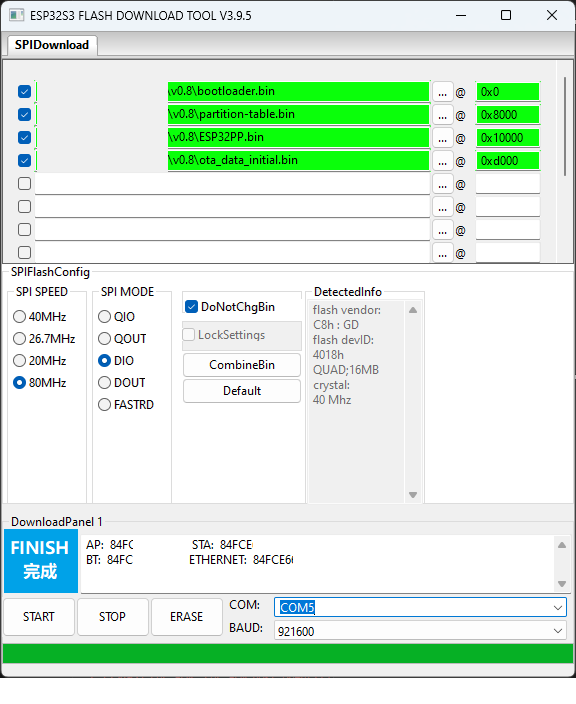 ESP32S3 FLASH DOWNLOAD TOOL V3.9.5
SPIDownload
\v0.8\bootloader.bin ... @ 0x0
\v0.8\partition-table.bin ... @ 0x8000
\v0.8\ESP32PP.bin ... @ 0x10000
\v0.8\ota_data_initial.bin ... @ 0xd000
... @
... @
... @
... @
SPIFlashConfig
SPI SPEED
40MHz
26.7MHz
20MHz
80MHz
SPI MODE
QIO
QOUT
DIO
DOUT
FASTRD
DoNotChgBin
LockSettings
CombineBin
Default
DetectedInfo
flash vendor:
C8h : GD
flash devID:
4018h
QUAD;16MB
crystal:
40 Mhz
DownloadPanel 1
FINISH
完成
AP: 84FC STA: 84FCE
BT: 84FC ETHERNET: 84FCE6
START
STOP
ERASE
COM: COM5
BAUD: 921600